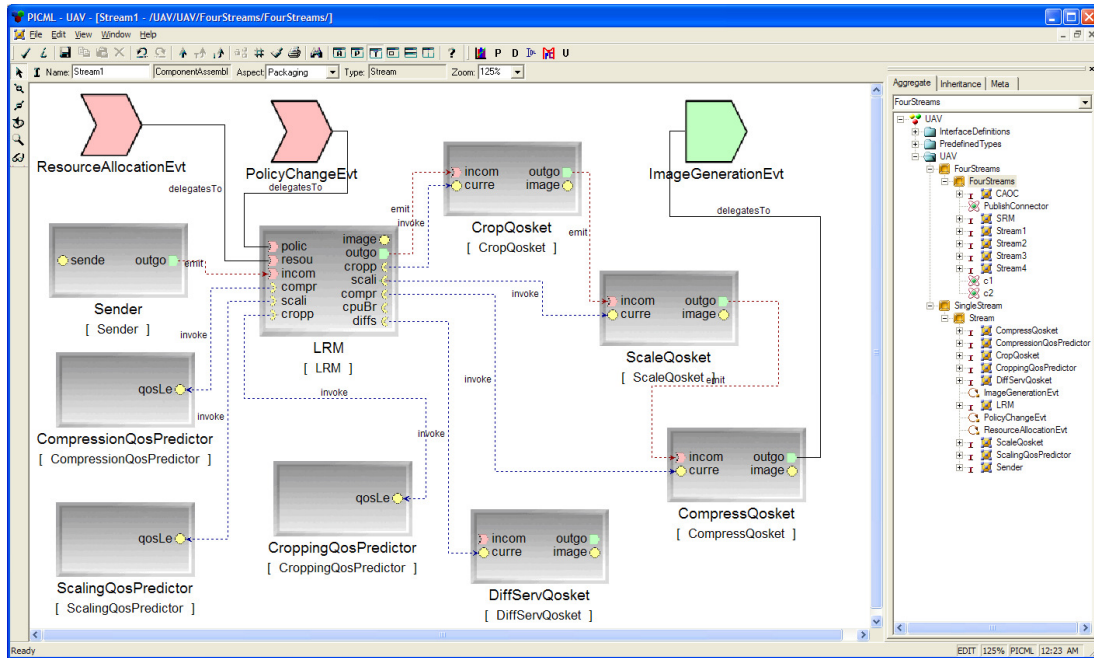 PICML - UAV - [Stream1 - /UAV/UAV/FourStreams/FourStreams/]
File Edit View Window Help
Name: Stream1 ComponentAssembl Aspect: Packaging Type: Stream Zoom: 125%
P D U
Aggregate Inheritance Meta
FourStreams
UAV
InterfaceDefinitions
PredefinedTypes
UAV
FourStreams
FourStreams
CAOC
PublishConnector
SRM
Stream1
Stream2
Stream3
Stream4
c1
c2
SingleStream
Stream
CompressQosket
CompressionQosPredictor
CropQosket
CroppingQosPredictor
DiffServQosket
ImageGenerationEvt
LRM
PolicyChangeEvt
ResourceAllocationEvt
ScaleQosket
ScalingQosPredictor
Sender
ResourceAllocationEvt
PolicyChangeEvt
ImageGenerationEvt
delegatesTo
delegatesTo
delegatesTo
incom outgo
curre image
CropQosket
[ CropQosket ]
emit
invoke
emit
sende outgo
emit
Sender
[ Sender ]
polic image
resou outgo
incom cropp
compr scali
scali compr
cropp cpuBr
diffs
LRM
[ LRM ]
invoke
incom outgo
curre image
ScaleQosket
[ ScaleQosket ]
emit
invoke
qosLe
invoke
CompressionQosPredictor
[ CompressionQosPredictor ]
invoke
invoke
invoke
incom outgo
curre image
CompressQosket
[ CompressQosket ]
qosLe
CroppingQosPredictor
[ CroppingQosPredictor ]
qosLe
ScalingQosPredictor
[ ScalingQosPredictor ]
incom outgo
curre image
DiffServQosket
[ DiffServQosket ]
Ready EDIT 125% PICML 12:23 AM